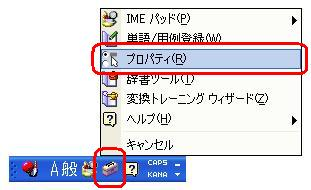 IME パッド(P)
単語/用例登録(W)
プロパティ(R)
辞書ツール(T)
変換トレーニング ウィザード(Z)
ヘルプ(H)
キャンセル
A 般 CAPS
KANA